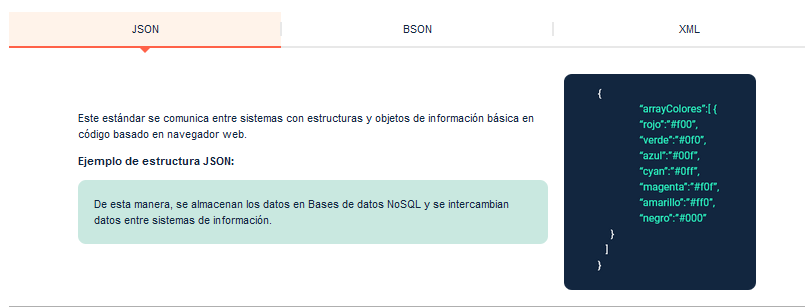 JSON
BSON
XML
Este estándar se comunica entre sistemas con estructuras y objetos de información básica en
código basado en navegador web.
Ejemplo de estructura JSON:
De esta manera, se almacenan los datos en Bases de datos NoSQL y se intercambian
datos entre sistemas de información.
{
“arrayColores”:[ {
“rojo”:”#f00”,
“verde”:”#0f0”,
“azul”:”#00f”,
“cyan”:”#0ff”,
“magenta”:”#f0f”,
“amarillo”:”#ff0”,
“negro”:”#000”
}
]
}